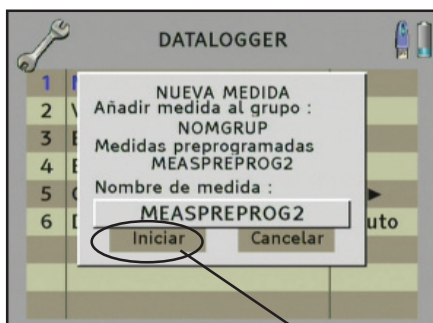 DATALOGGER
1
2
3
4
5
6
uto
NUEVA MEDIDA
Añadir medida al grupo :
NOMGRUP
Medidas preprogramadas
MEASPREPROG2
Nombre de medida :
MEASPREPROG2
Iniciar Cancelar